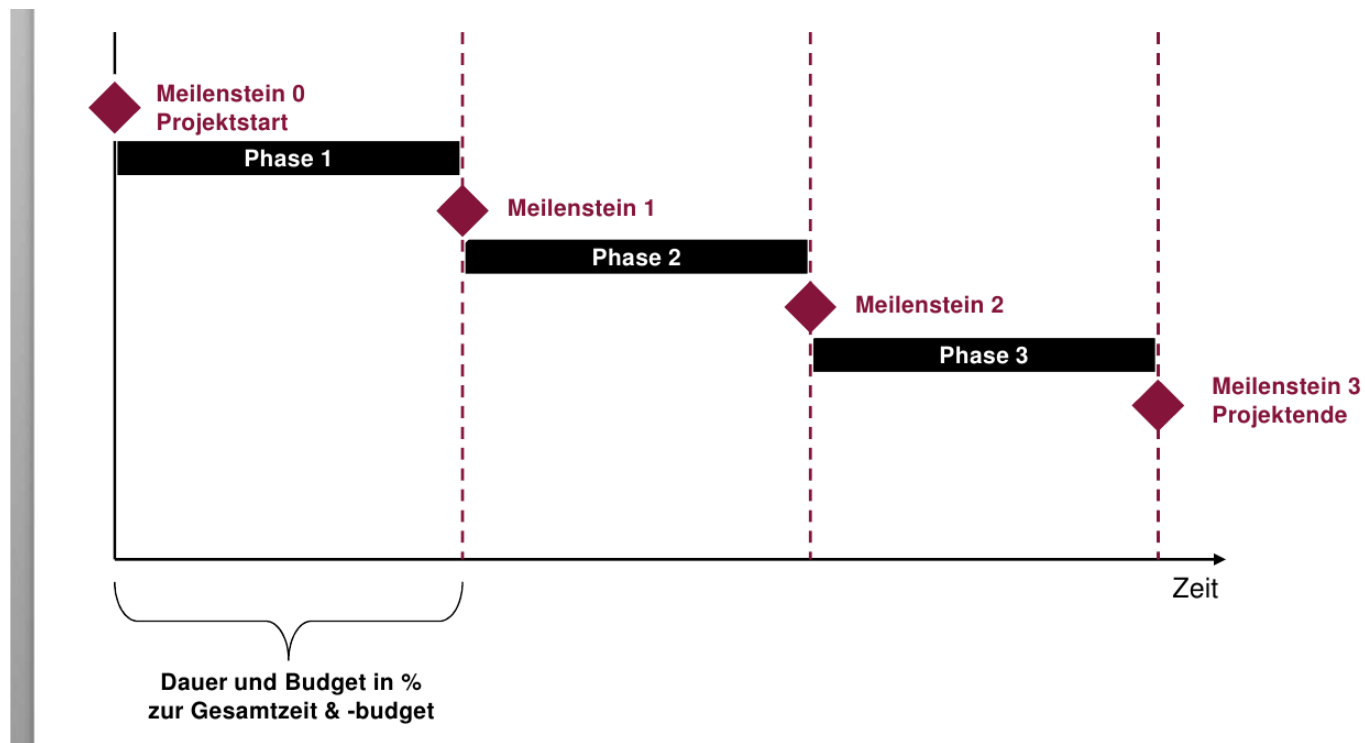 Meilenstein 0
Projektstart
Phase 1
Meilenstein 1
Phase 2
Meilenstein 2
Phase 3
Meilenstein 3
Projektende
Zeit
Dauer und Budget in %
zur Gesamtzeit & -budget